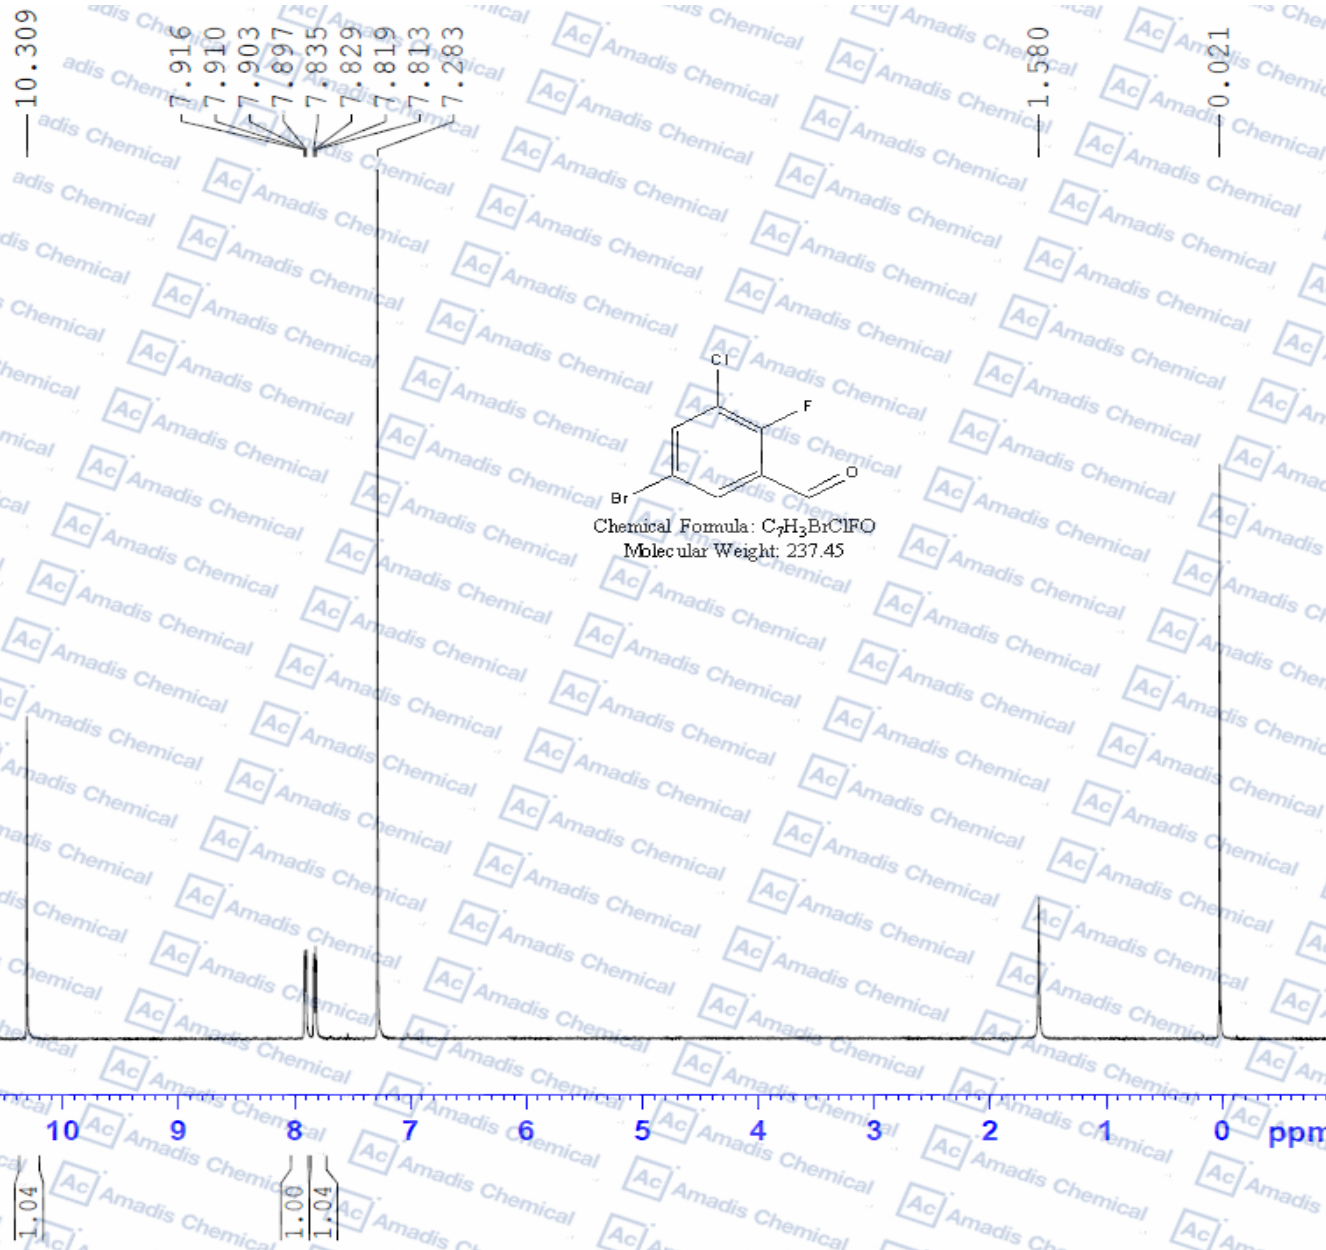 10.309
7.916
7.910
7.903
7.897
7.835
7.829
7.819
7.813
7.283
1.580
0.021
Cl
F
O
Br
Chemical Formula: C₇H₃BrClFO
Molecular Weight: 237.45
10 9 8 7 6 5 4 3 2 1 0 ppm
1.04
1.00
1.04
Ac Amadis Chemical